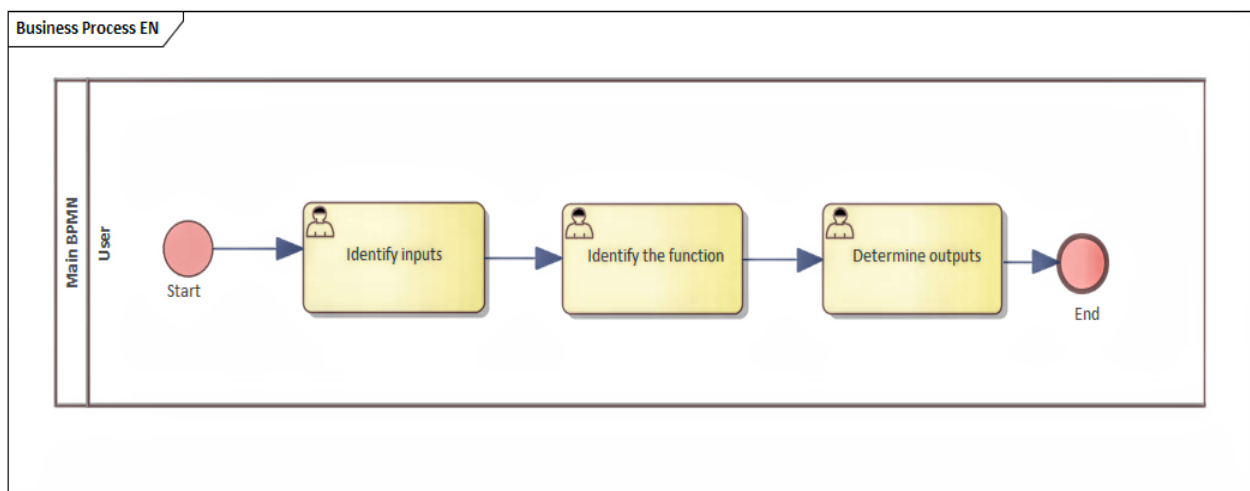 Business Process EN
Main BPMN
User
Identify inputs
Identify the function
Determine outputs
Start
End